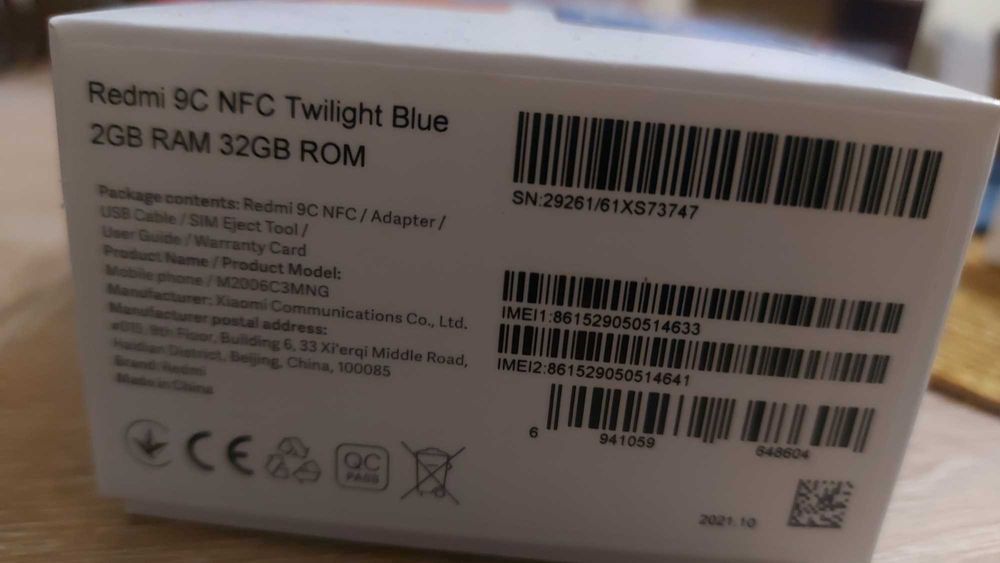 Redmi 9C NFC Twilight Blue
2GB RAM 32GB ROM
Package contents: Redmi 9C NFC / Adapter /
USB Cable / SIM Eject Tool /
User Guide / Warranty Card
Product Name / Product Model:
Mobile phone / M2006C3MNG
Manufacturer: Xiaomi Communications Co., Ltd.
Manufacturer postal address:
#019, 9th Floor, Building 6, 33 Xi'erqi Middle Road,
Haidian District, Beijing, China, 100085
Brand: Redmi
Made in China
CE
QC
PASS
SN:29261/61XS73747
IMEI1:861529050514633
IMEI2:861529050514641
6 941059 648604
2021.10